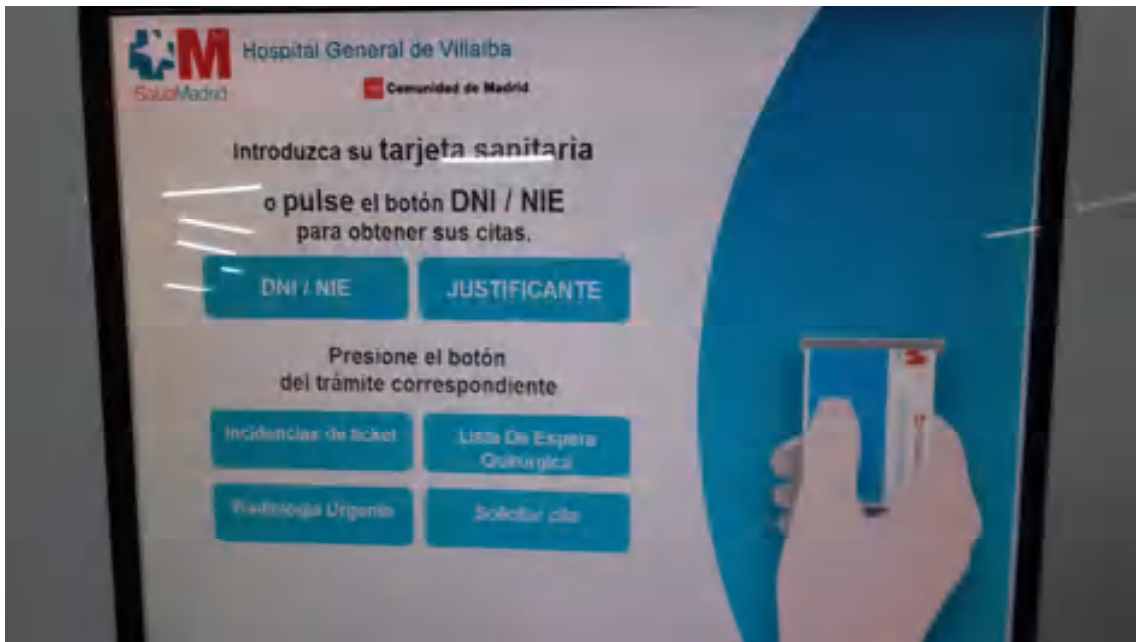 SaludMadrid
Hospital General de Villalba
Comunidad de Madrid
Introduzca su tarjeta sanitaria
o pulse el botón DNI / NIE
para obtener sus citas.
DNI / NIE
JUSTIFICANTE
Presione el botón
del trámite correspondiente
Incidencias de ticket
Lista De Espera
Quirurgica
Radiologia Urgente
Solicitar cita